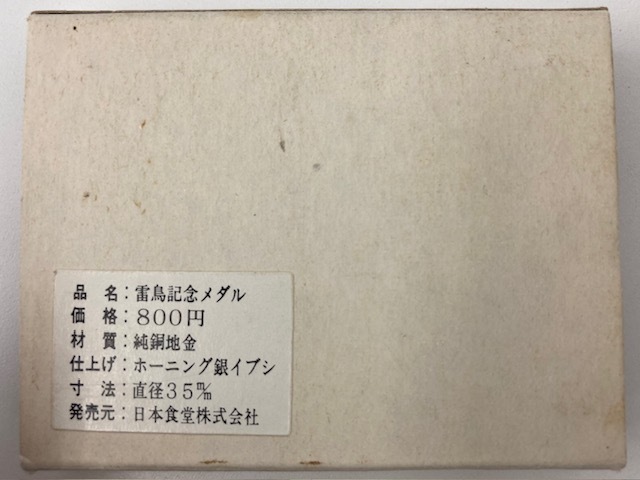 品 名：雷鳥記念メダル
価 格：８００円
材 質：純銅地金
仕上げ：ホーニング銀イブシ
寸 法：直径３５m/m
発売元：日本食堂株式会社